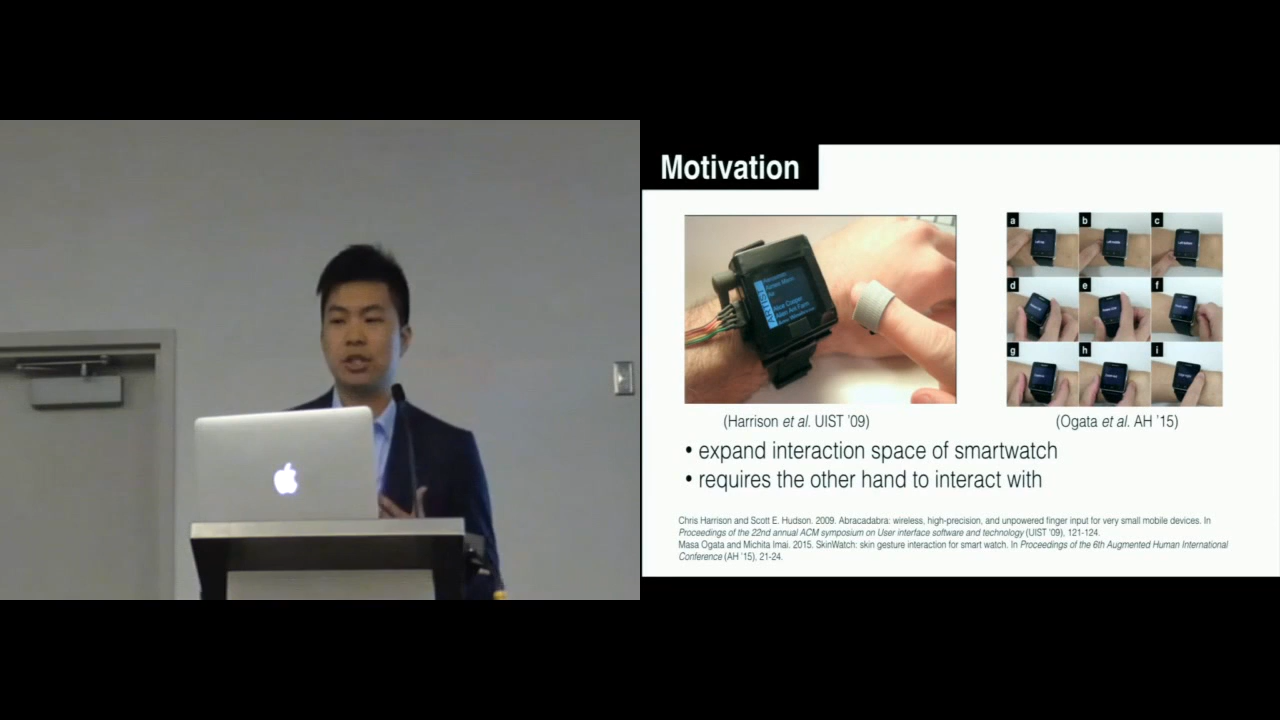 Motivation
a
b
c
d
e
f
g
h
i
ARTIST
Alice Cooper
(Harrison et al. UIST '09)
(Ogata et al. AH '15)
• expand interaction space of smartwatch
• requires the other hand to interact with
Chris Harrison and Scott E. Hudson. 2009. Abracadabra: wireless, high-precision, and unpowered finger input for very small mobile devices. In
Proceedings of the 22nd annual ACM symposium on User interface software and technology (UIST '09), 121-124.
Masa Ogata and Michita Imai. 2015. SkinWatch: skin gesture interaction for smart watch. In Proceedings of the 6th Augmented Human International
Conference (AH '15), 21-24.